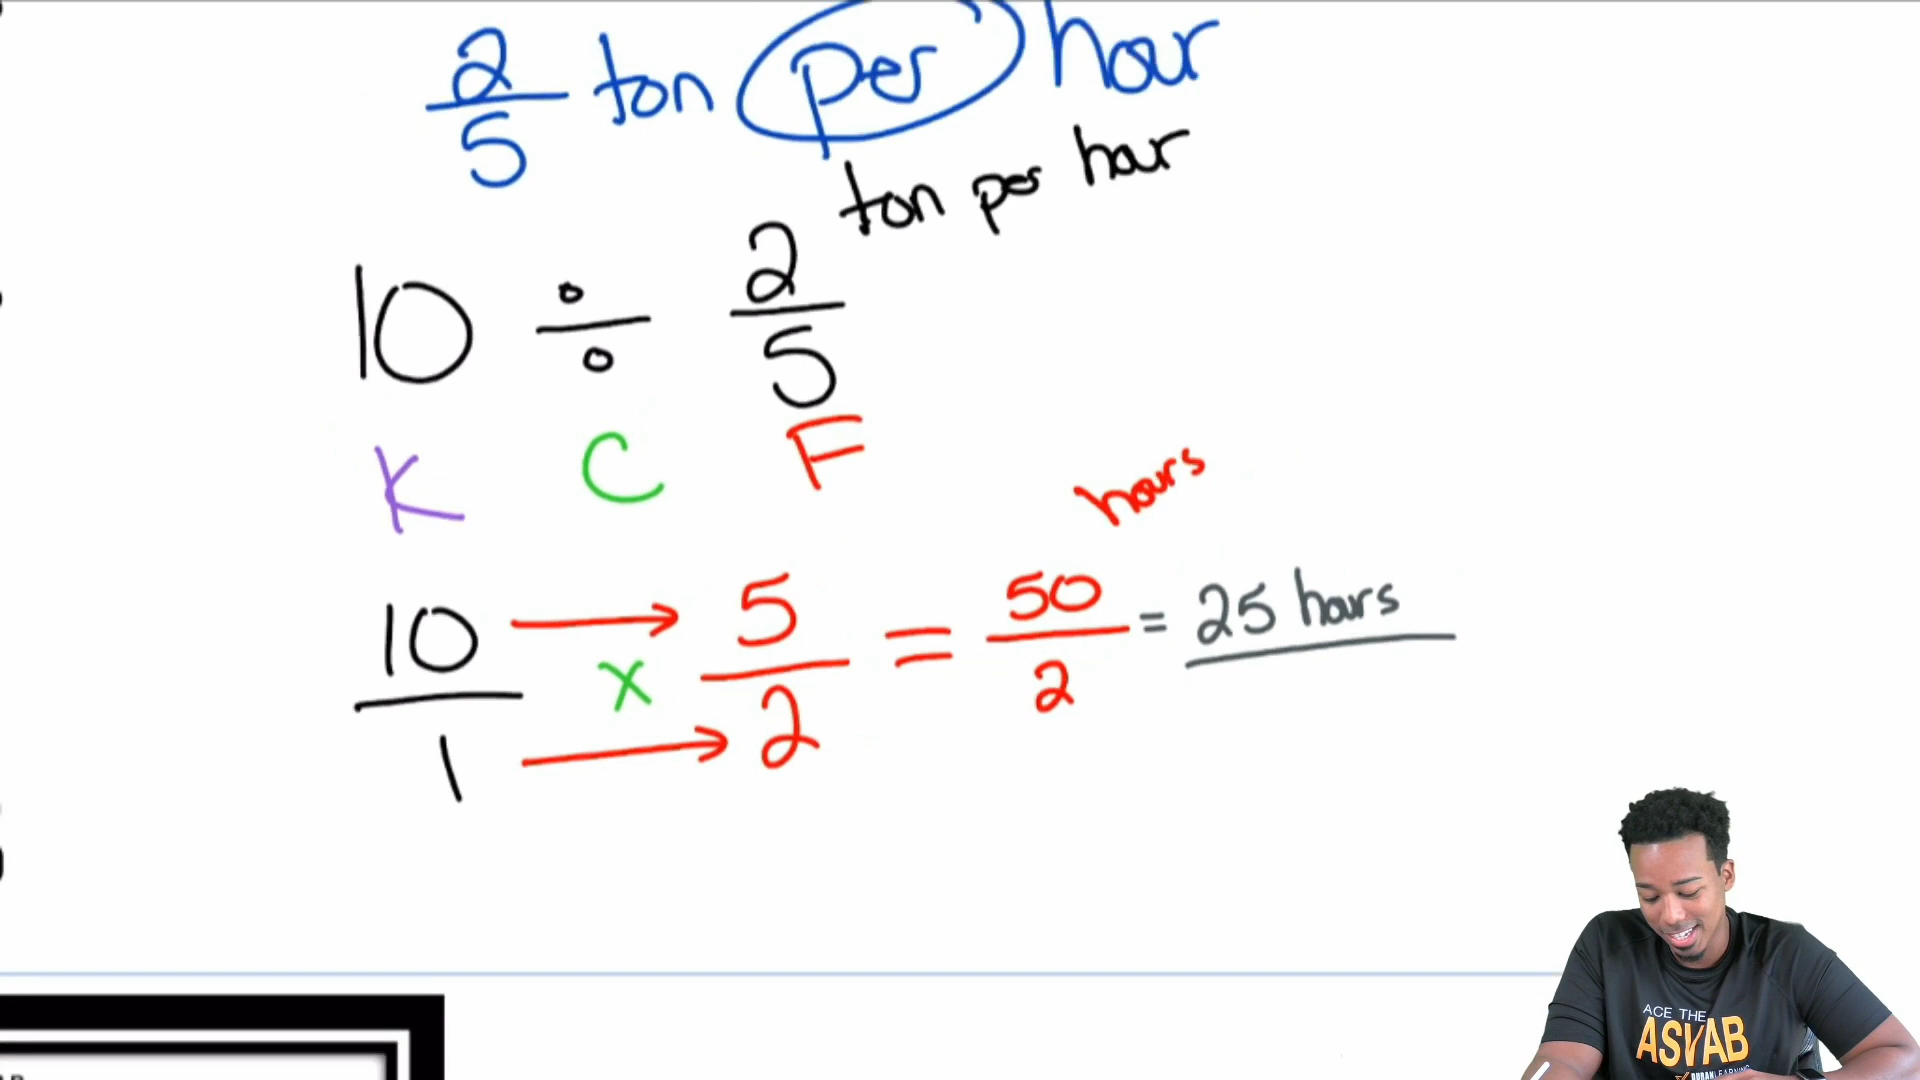 2/5 ton per hour
ton per hour
10 ÷ 2/5
K C F
hours
10/1 x 5/2 = 50/2 = 25 hours
ACE THE
ASVAB